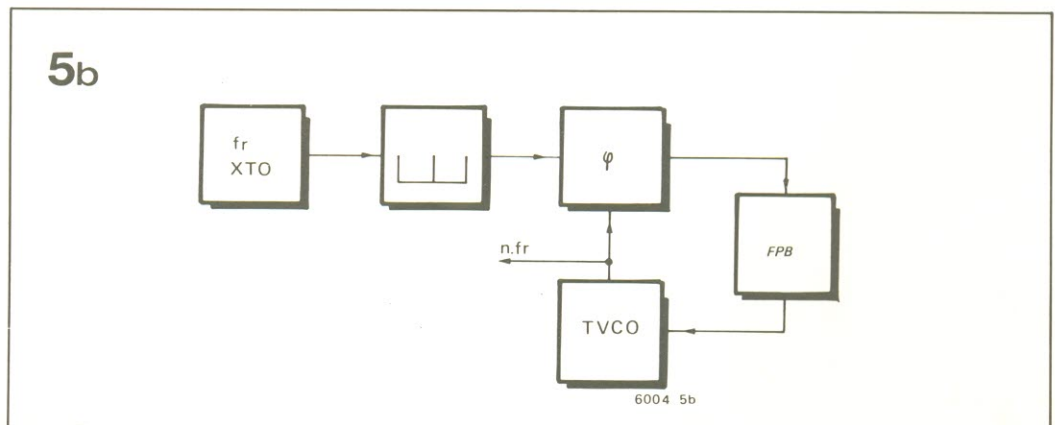 5b
fr
XTO
φ
FPB
n.fr
TVCO
6004 5b